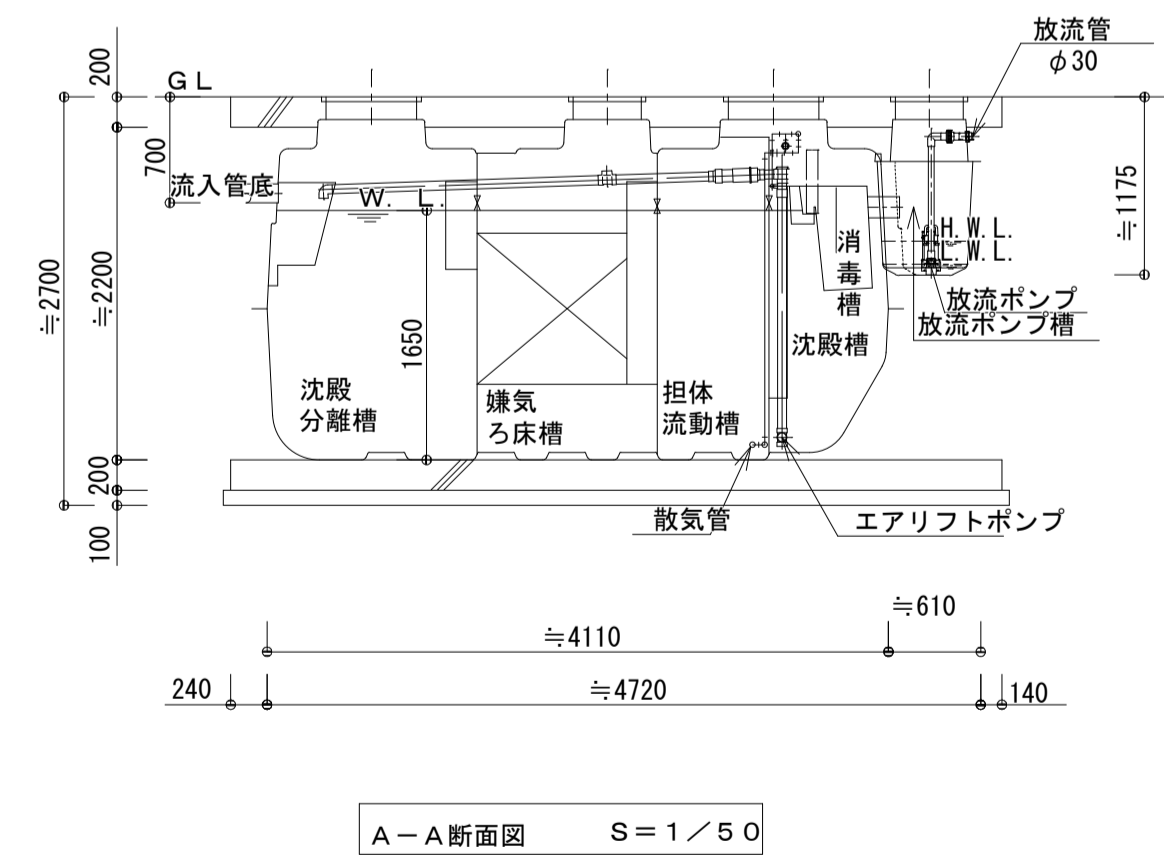 放流管
φ30
200
GL
700
流入管底
W. L.
≒1175
H.W.L.
L.W.L.
消毒槽
放流ポンプ
放流ポンプ槽
≒2700
≒2200
1650
沈殿槽
沈殿
分離槽
嫌気
ろ床槽
担体
流動槽
200
100
散気管
エアリフトポンプ
≒610
≒4110
240
≒4720
140
A－A断面図 S＝1／50